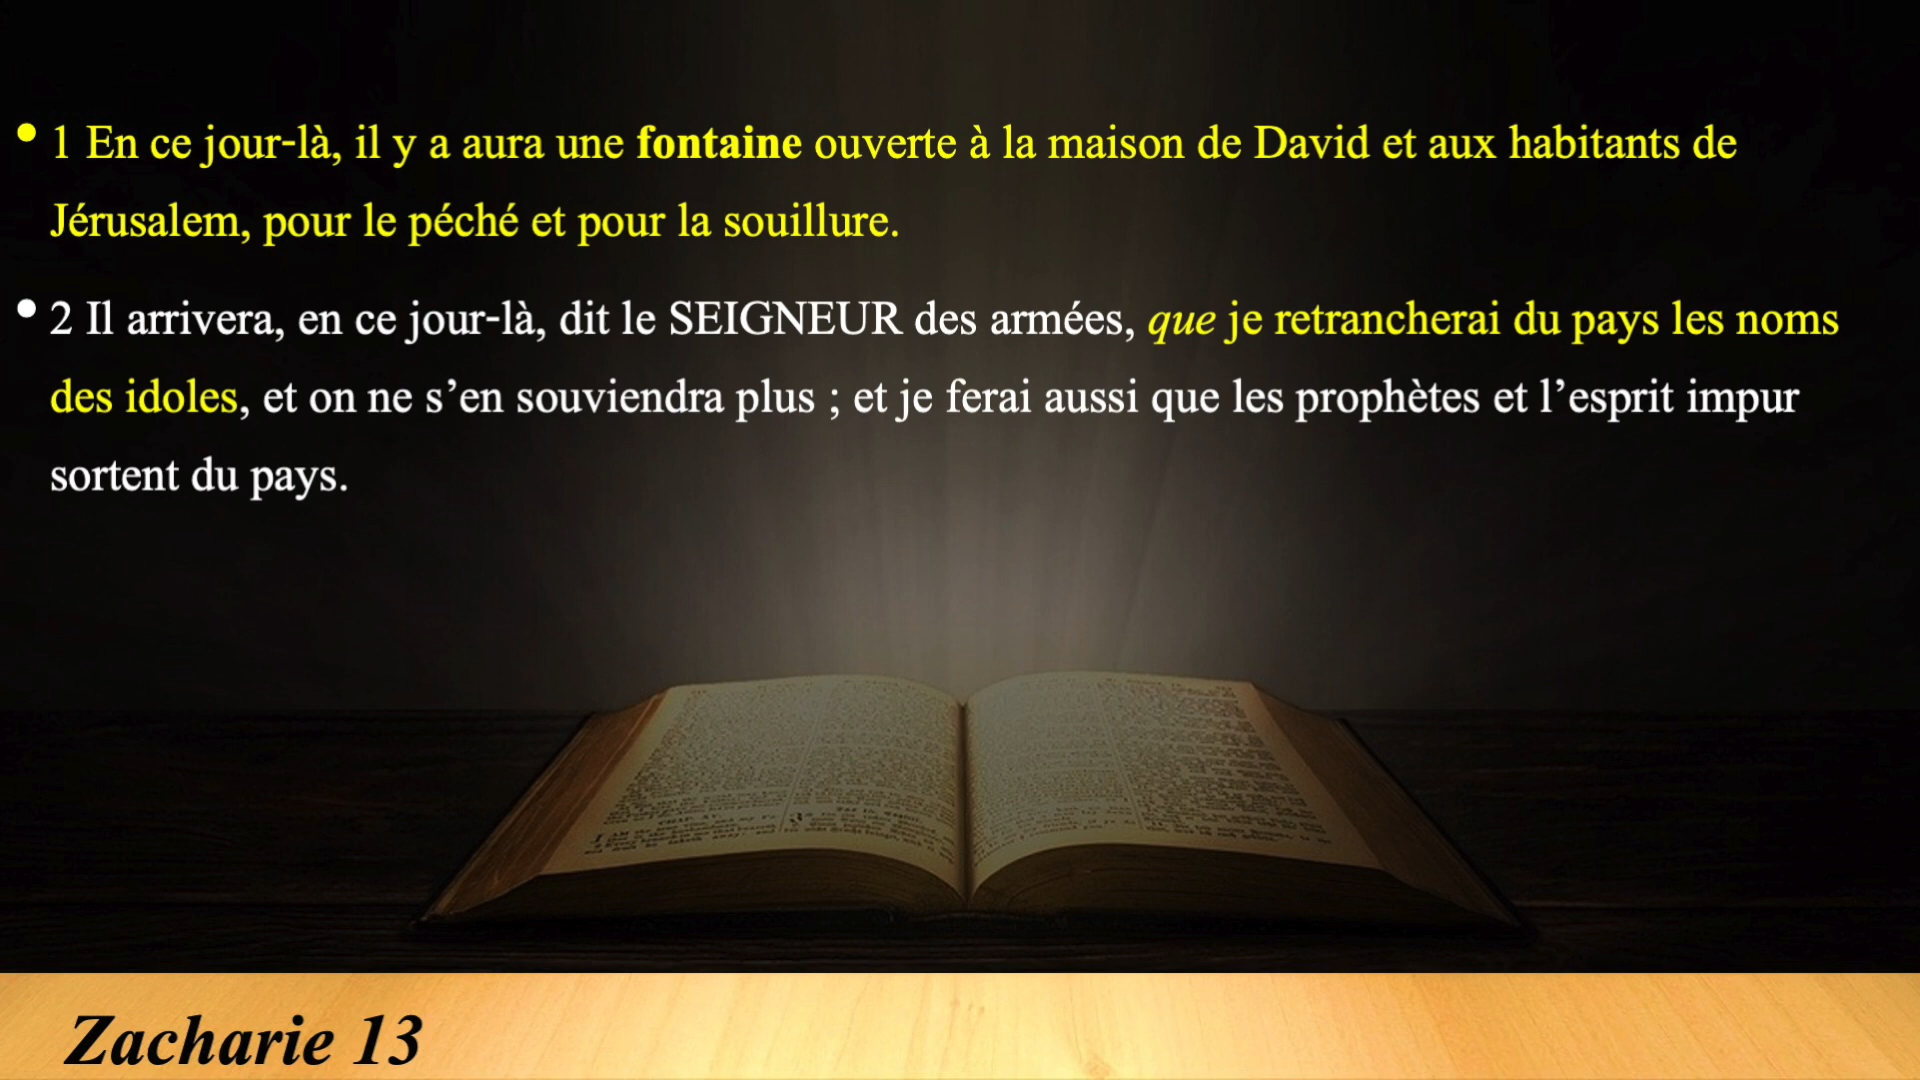 • 1 En ce jour-là, il y a aura une fontaine ouverte à la maison de David et aux habitants de
Jérusalem, pour le péché et pour la souillure.
• 2 Il arrivera, en ce jour-là, dit le SEIGNEUR des armées, que je retrancherai du pays les noms
des idoles, et on ne s’en souviendra plus ; et je ferai aussi que les prophètes et l’esprit impur
sortent du pays.
Zacharie 13